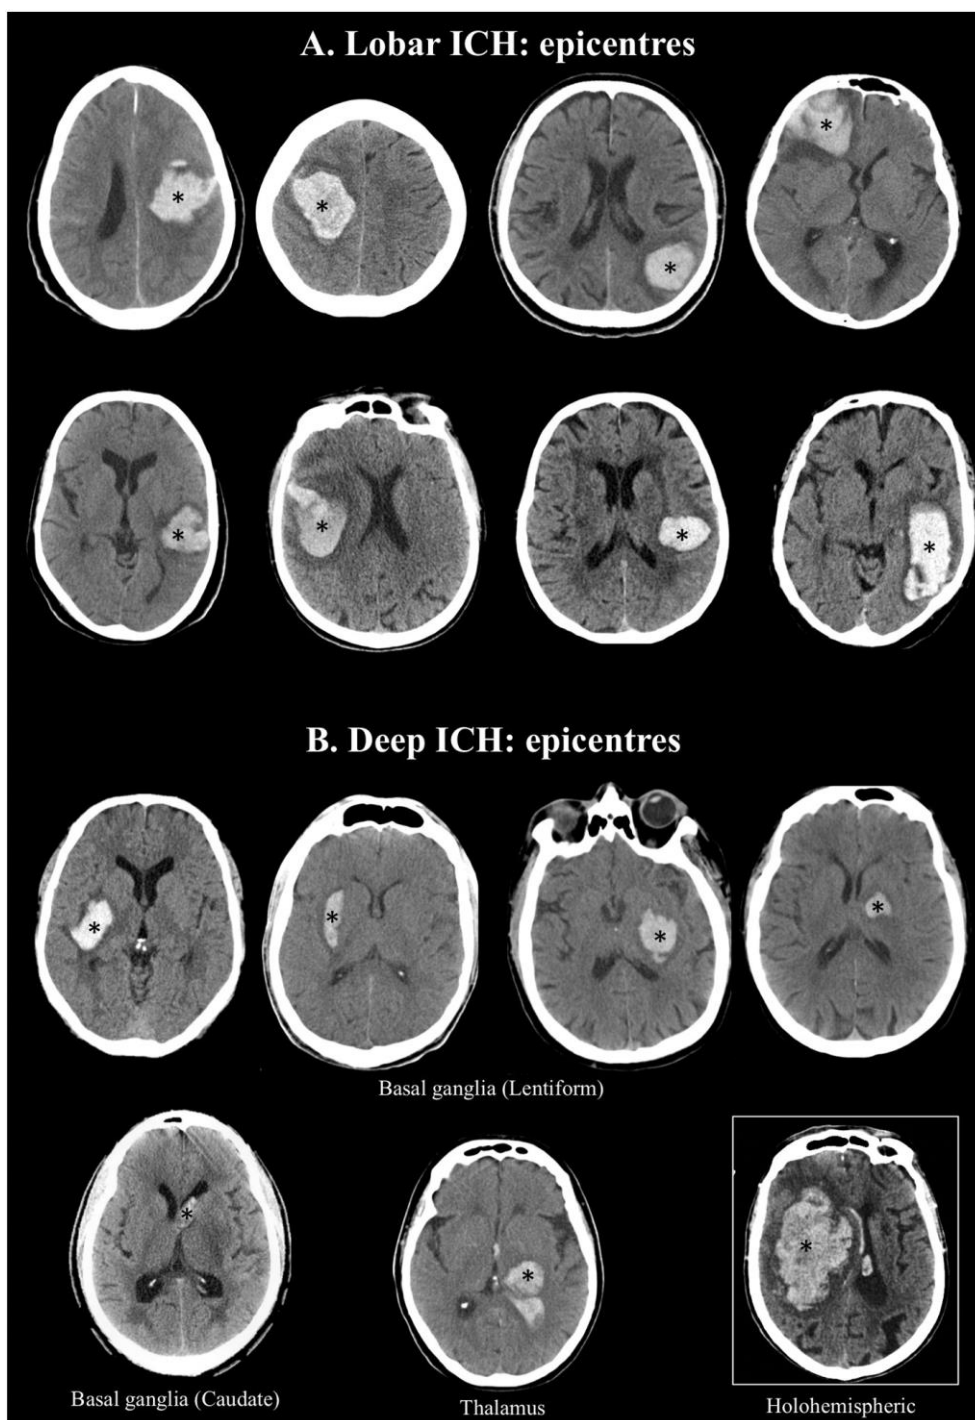 A. Lobar ICH: epicentres
*
*
*
*
*
*
*
*
B. Deep ICH: epicentres
*
*
*
*
Basal ganglia (Lentiform)
*
*
*
Basal ganglia (Caudate)
Thalamus
Holohemispheric